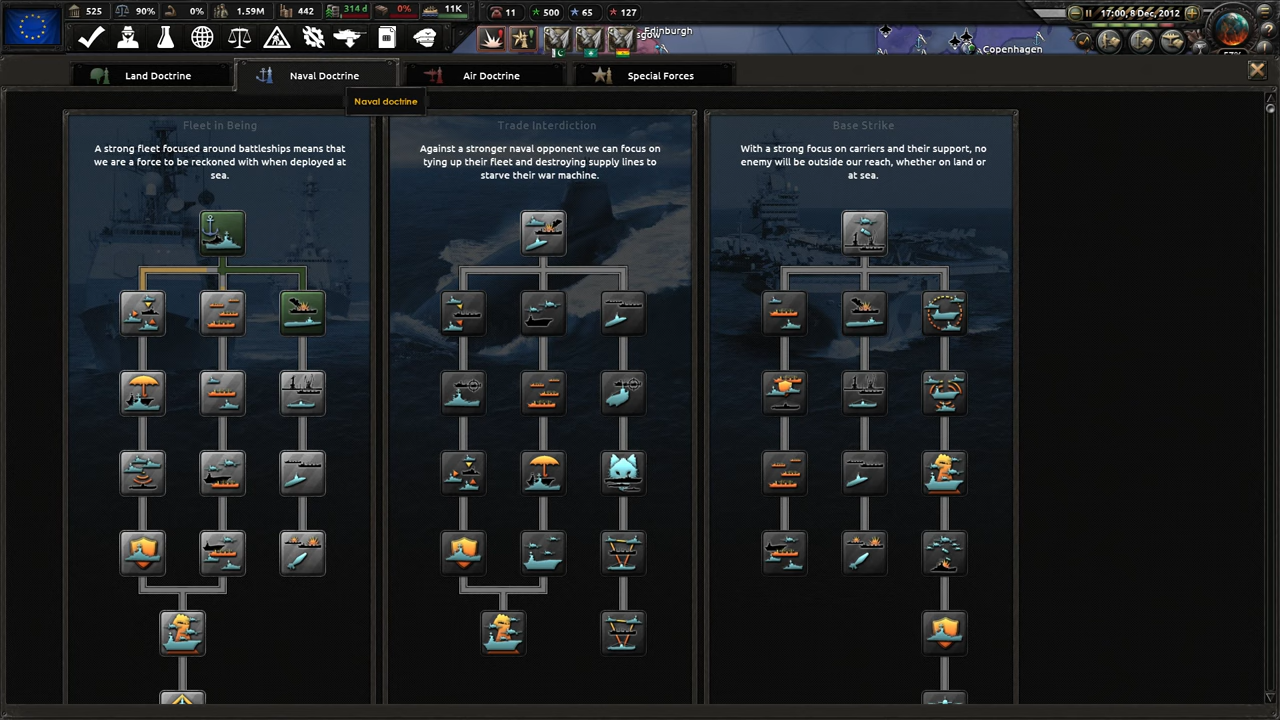 525 90% 0% 1.59M 442 314 d 0% 11K 11 500 65 127 17:00, 8 Dec, 2012
Edinburgh
Copenhagen
57%
Land Doctrine Naval Doctrine Air Doctrine Special Forces
Naval doctrine
Fleet in Being Trade Interdiction Base Strike
A strong fleet focused around battleships means that
we are a force to be reckoned with when deployed at
sea.
Against a stronger naval opponent we can focus on
tying up their fleet and destroying supply lines to
starve their war machine.
With a strong focus on carriers and their support, no
enemy will be outside our reach, whether on land or
at sea.